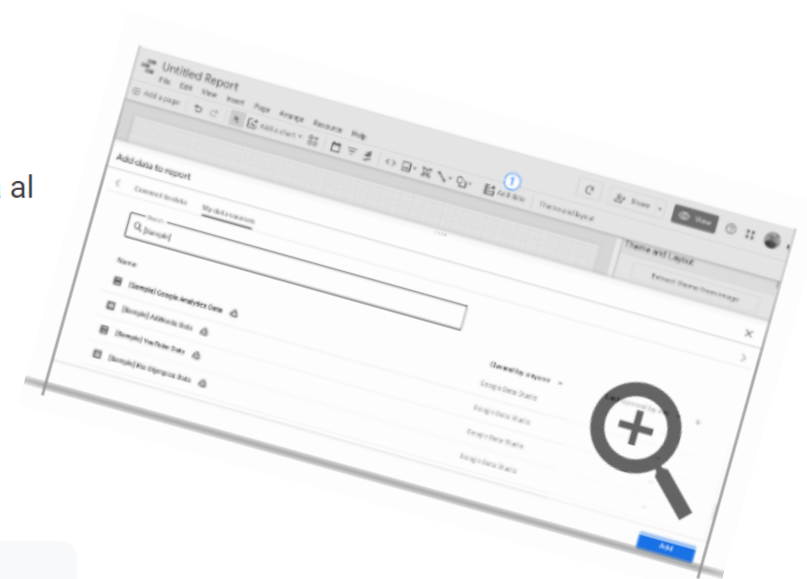 al
Untitled Report
File Edit View Insert Page Arrange Resource Help
Add a page
Add a chart
1
Add data
Theme and layout
Share
View
Add data to report
Theme and Layout
Connect to data
My data sources
Search
[Sample]
Name
[Sample] Google Analytics Data
[Sample] AdWords Data
[Sample] YouTube Data
[Sample] Rio Olympics Data
Google Data Studio
Google Data Studio
Google Data Studio
Google Data Studio
Add